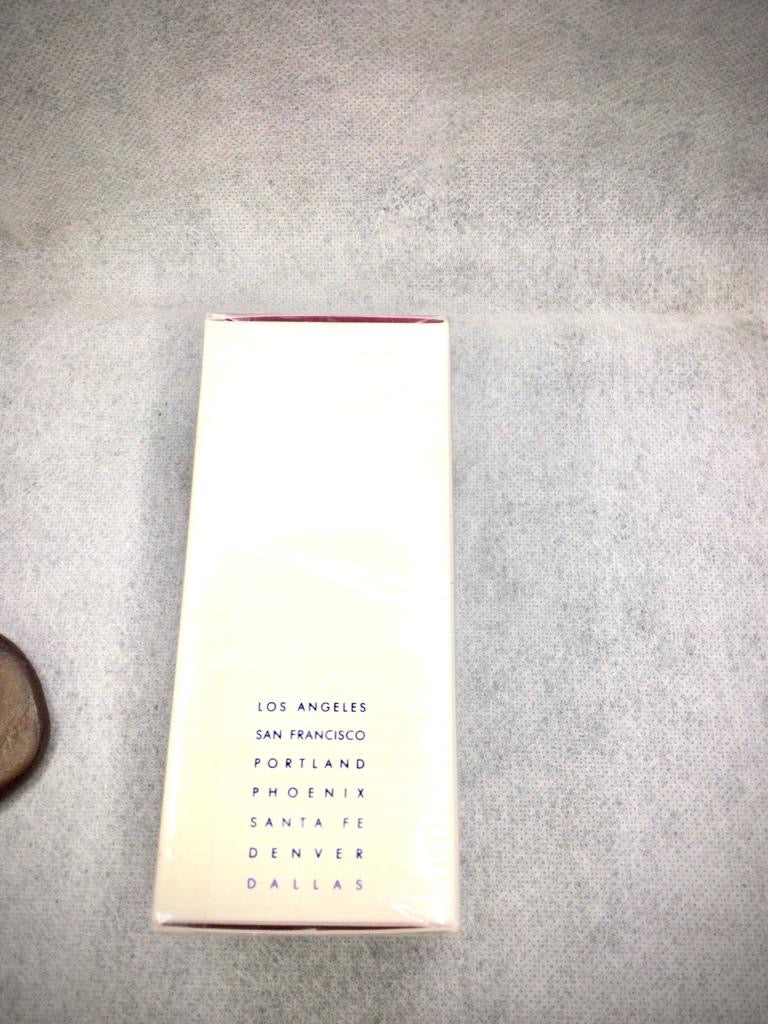 LOS ANGELES
SAN FRANCISCO
PORTLAND
PHOENIX
SANTA FE
DENVER
DALLAS